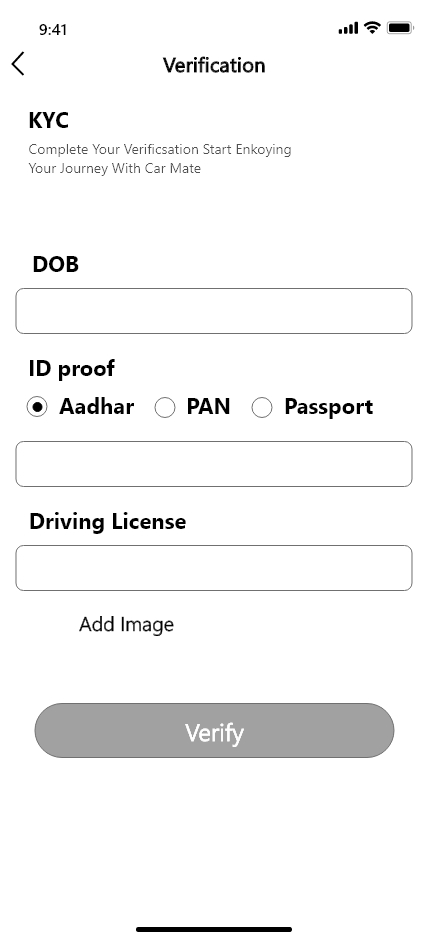 9:41
Verification
KYC
Complete Your Verificsation Start Enkoying
Your Journey With Car Mate
DOB
ID proof
Aadhar PAN Passport
Driving License
Add Image
Verify